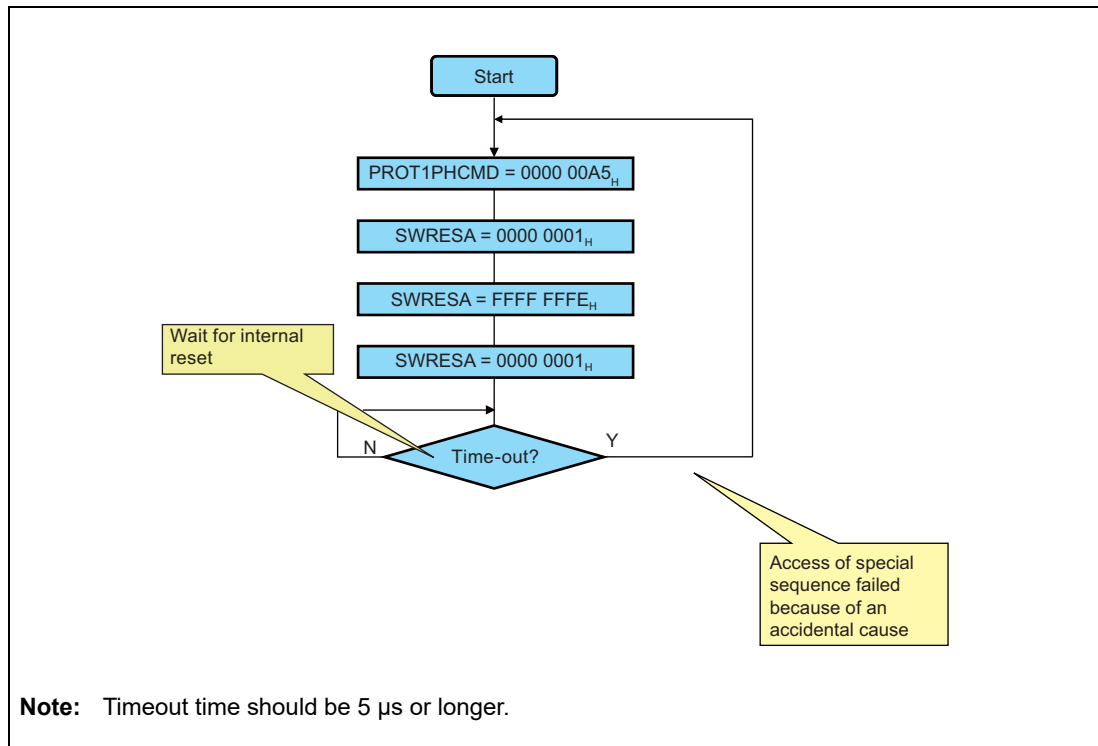 Start
PROT1PHCMD = 0000 00A5H
SWRESA = 0000 0001H
SWRESA = FFFF FFFEH
Wait for internal
reset
SWRESA = 0000 0001H
N
Time-out?
Y
Access of special
sequence failed
because of an
accidental cause
Note: Timeout time should be 5 µs or longer.